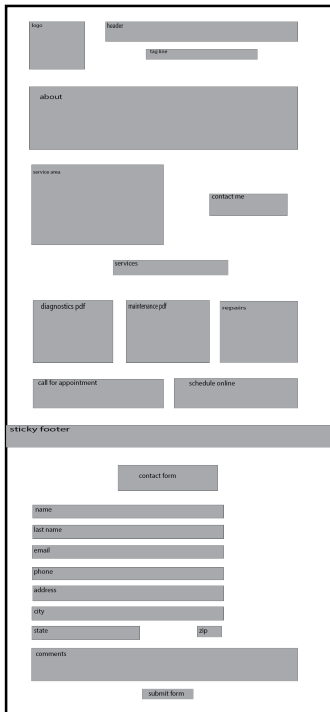 logo
header
tag line
about
service area
contact me
services
diagnostics pdf
maintenance pdf
repairs
call for appointment
schedule online
sticky footer
contact form
name
last name
email
phone
address
city
state
zip
comments
submit form